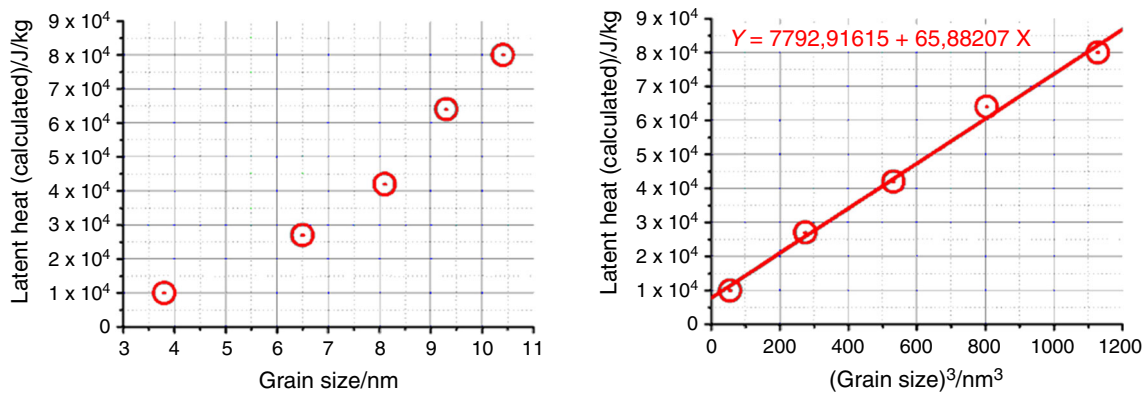 9 x 10⁴
8 x 10⁴
7 x 10⁴
6 x 10⁴
5 x 10⁴
4 x 10⁴
3 x 10⁴
2 x 10⁴
1 x 10⁴
0
Latent heat (calculated)/J/kg
3 4 5 6 7 8 9 10 11
Grain size/nm
Y = 7792,91615 + 65,88207 X
9 x 10⁴
8 x 10⁴
7 x 10⁴
6 x 10⁴
5 x 10⁴
4 x 10⁴
3 x 10⁴
2 x 10⁴
1 x 10⁴
0
Latent heat (calculated)/J/kg
0 200 400 600 800 1000 1200
(Grain size)³/nm³